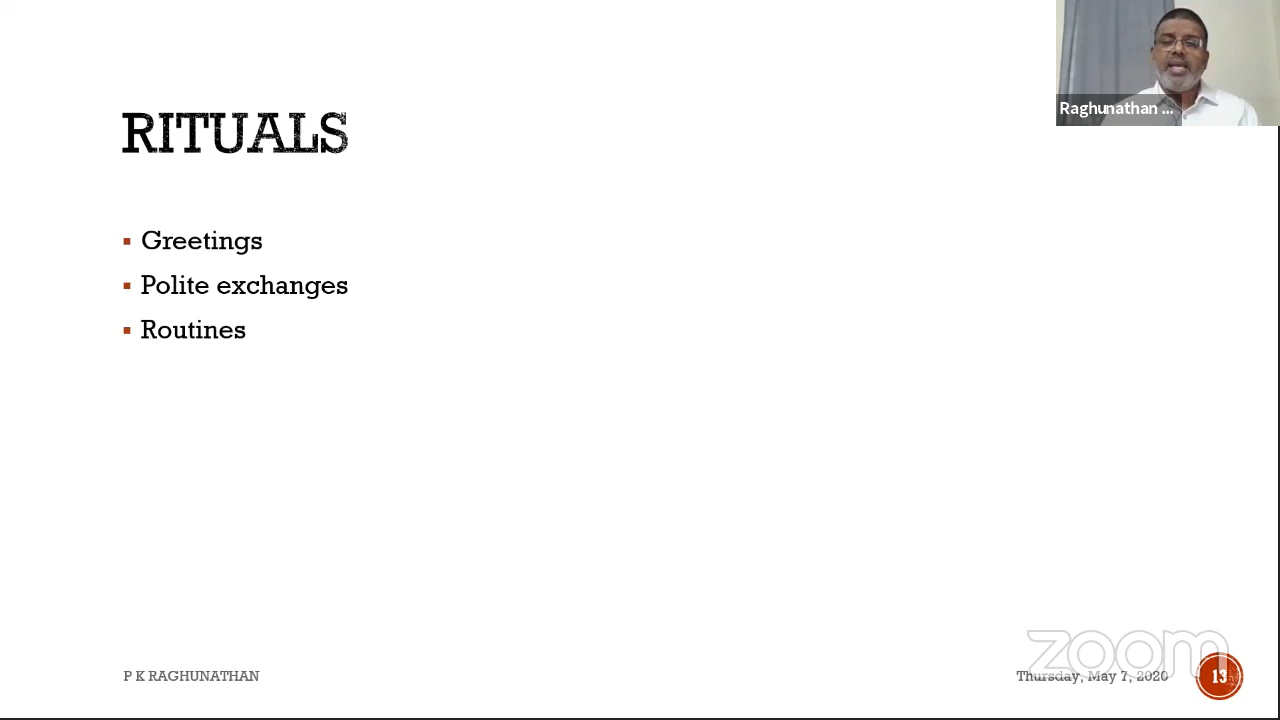 Raghunathan ...
RITUALS
Greetings
Polite exchanges
Routines
zoom
P K RAGHUNATHAN
Thursday, May 7, 2020
13